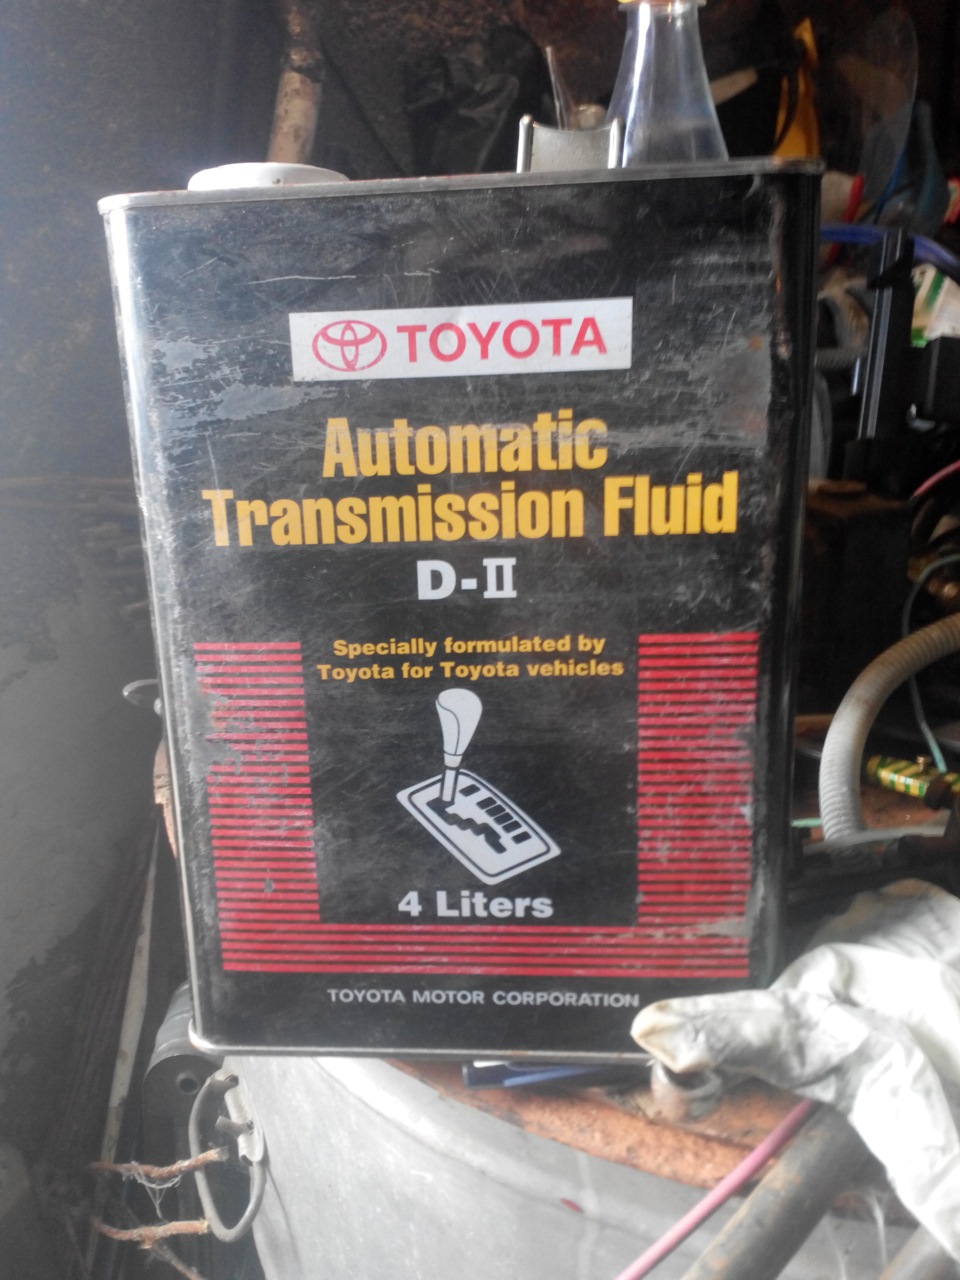 TOYOTA
Automatic
Transmission Fluid
D-II
Specially formulated by
Toyota for Toyota vehicles
4 Liters
TOYOTA MOTOR CORPORATION